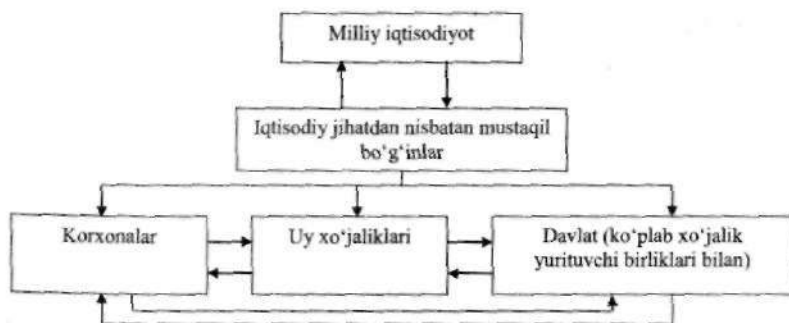 Milliy iqtisodiyot
Iqtisodiy jihatdan nisbatan mustaqil
bo‘g‘inlar
Korxonalar
Uy xo‘jaliklari
Davlat (ko‘plab xo‘jalik
yurituvchi birliklari bilan)